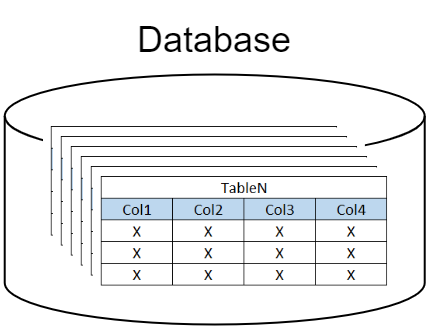 Database
TableN
Col1 Col2 Col3 Col4
X X X X
X X X X
X X X X